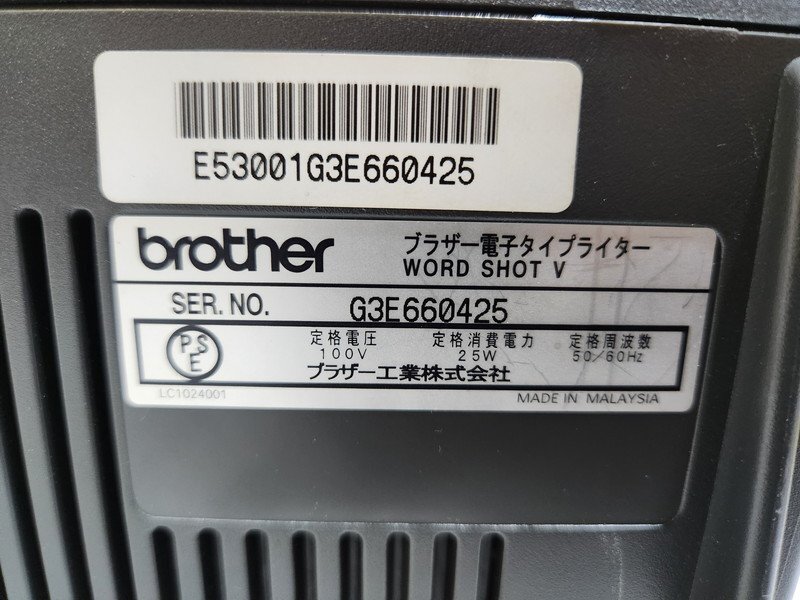 E53001G3E660425
brother ブラザー電子タイプライター
WORD SHOT V
SER. NO. G3E660425
PSE
定格電圧 定格消費電力 定格周波数
100V 25W 50/60Hz
ブラザー工業株式会社
LC1024001 MADE IN MALAYSIA